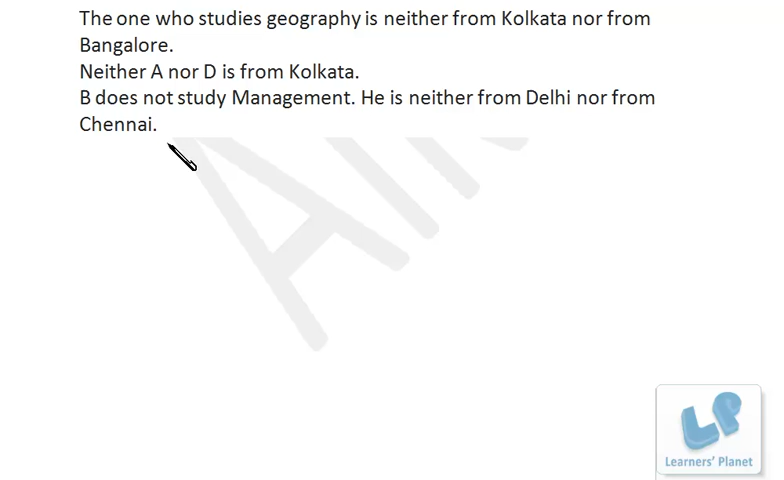 The one who studies geography is neither from Kolkata nor from
Bangalore.
Neither A nor D is from Kolkata.
B does not study Management. He is neither from Delhi nor from
Chennai.
LP
Learners' Planet